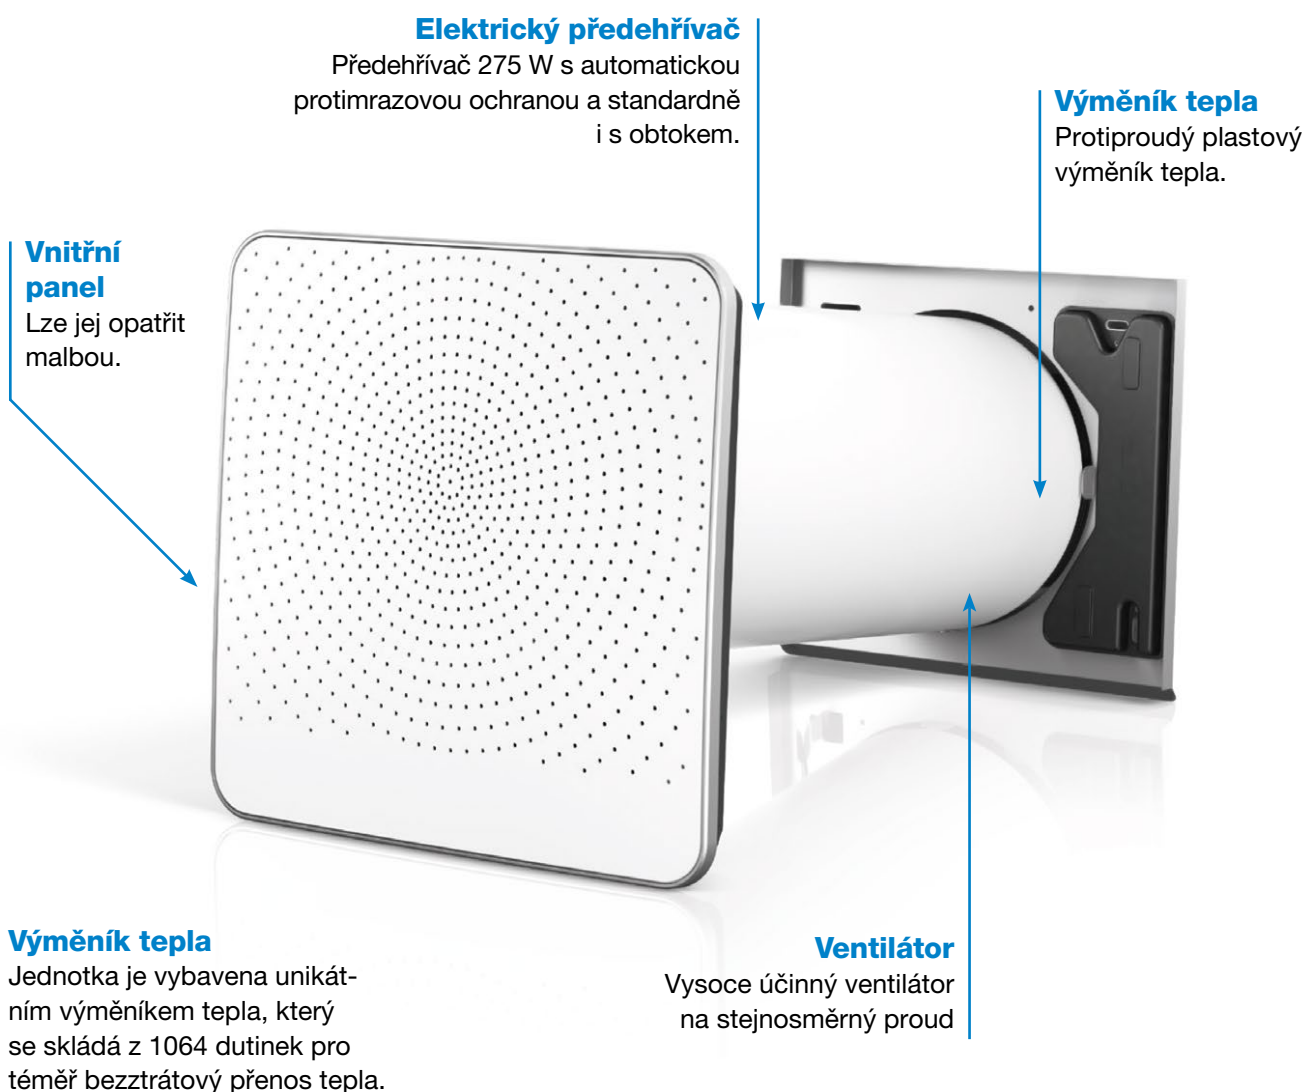 Elektrický předehřívač
Předehřívač 275 W s automatickou
protimrazovou ochranou a standardně
i s obtokem.
Výměník tepla
Protiproudý plastový
výměník tepla.
Vnitřní
panel
Lze jej opatřit
malbou.
Výměník tepla
Jednotka je vybavena unikát-
ním výměníkem tepla, který
se skládá z 1064 dutinek pro
téměř bezztrátový přenos tepla.
Ventilátor
Vysoce účinný ventilátor
na stejnosměrný proud